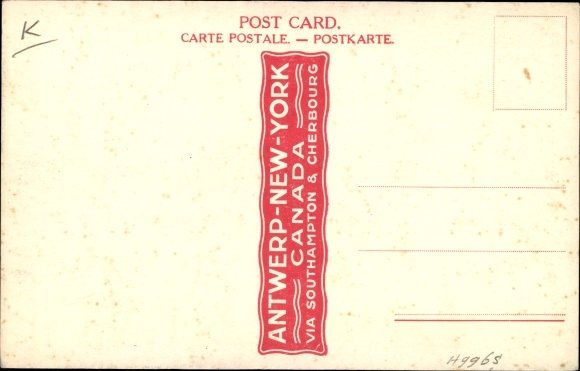 K
POST CARD.
CARTE POSTALE. — POSTKARTE.
ANTWERP-NEW-YORK
CANADA
VIA SOUTHAMPTON & CHERBOURG
H9965